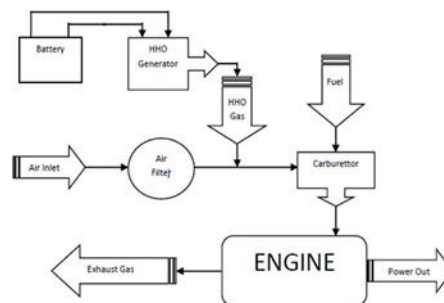 Battery
HHO
Generator
Fuel
HHO
Gas
Air Inlet
Air
Filter
Carburettor
ENGINE
Exhaust Gas
Power Out